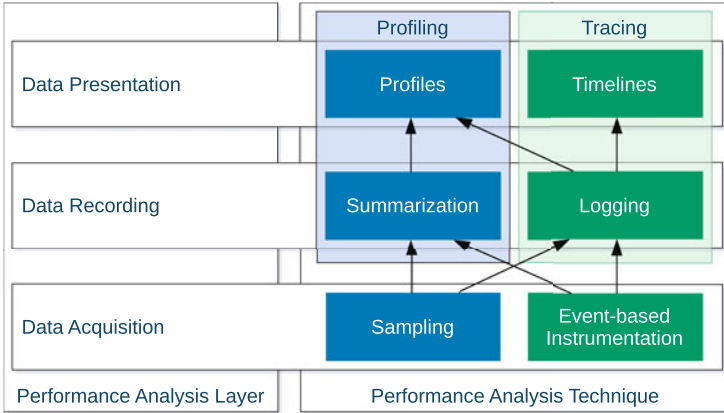 Profiling
Tracing
Data Presentation
Profiles
Timelines
Data Recording
Summarization
Logging
Data Acquisition
Sampling
Event-based
Instrumentation
Performance Analysis Layer
Performance Analysis Technique